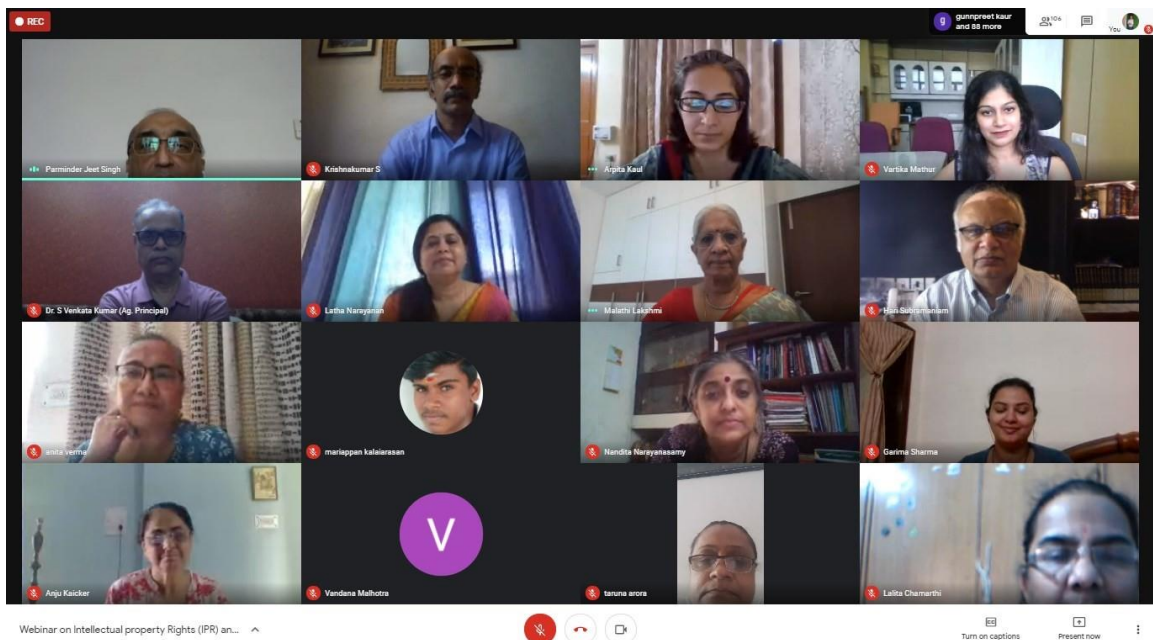 REC
g
gunnpreet kaur
and 88 more
106
You
Parminder Jeet Singh
Krishnakumar S
Arpita Kaul
Vartika Mathur
Dr. S Venkata Kumar (Ag. Principal)
Latha Narayanan
Malathi Lakshmi
Hari Subramaniam
anita verma
mariappan kalaiarasan
Nandita Narayanasamy
Garima Sharma
Anju Kaicker
V
Vandana Malhotra
taruna arora
Lalita Chamarthi
Webinar on Intellectual property Rights (IPR) an...
Turn on captions
Present now